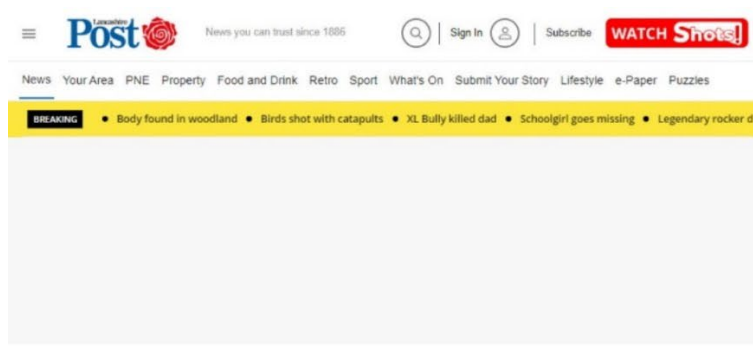 Lancashire Post News you can trust since 1886 Sign In Subscribe WATCH Shots!
News Your Area PNE Property Food and Drink Retro Sport What's On Submit Your Story Lifestyle e-Paper Puzzles
BREAKING • Body found in woodland • Birds shot with catapults • XL Bully killed dad • Schoolgirl goes missing • Legendary rocker d